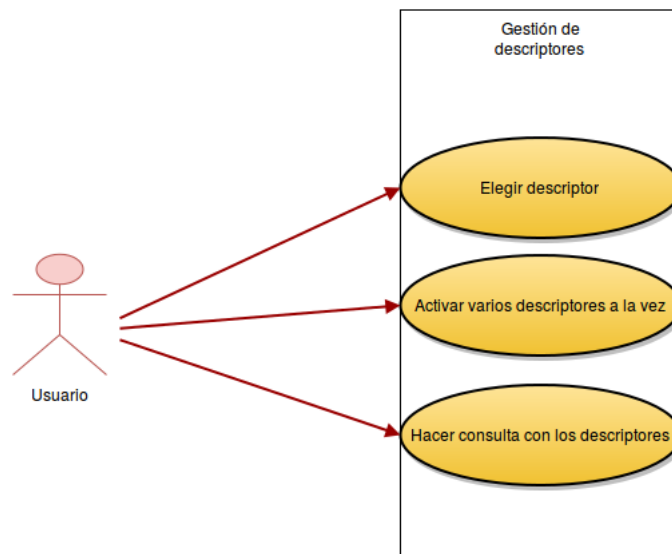 Gestión de
descriptores
Elegir descriptor
Activar varios descriptores a la vez
Hacer consulta con los descriptores
Usuario